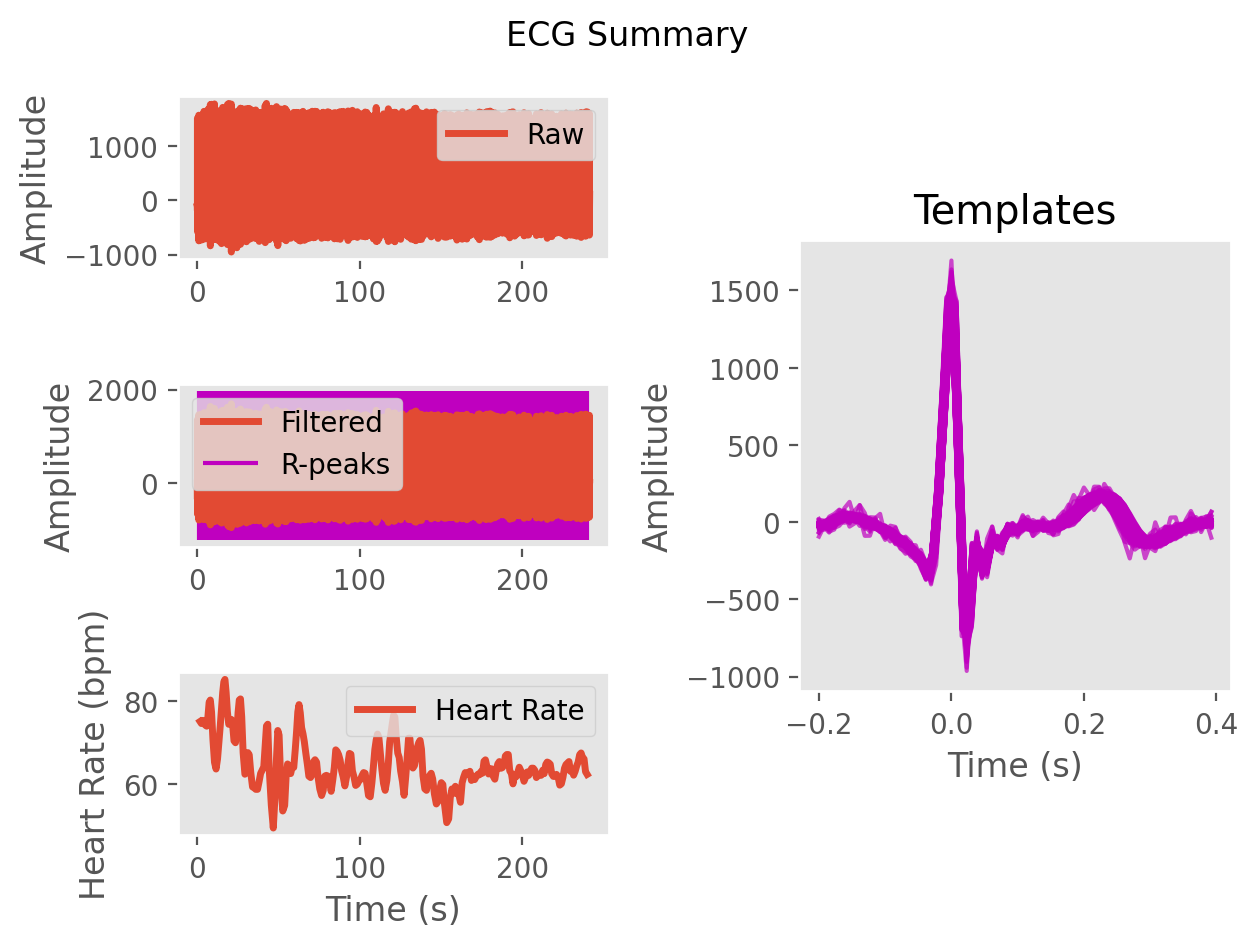 ECG Summary
Amplitude
1000
0
−1000
Raw
0 100 200
Amplitude
2000
0
Filtered
R-peaks
0 100 200
Heart Rate (bpm)
80
60
Heart Rate
0 100 200
Time (s)
Templates
Amplitude
1500
1000
500
0
−500
−1000
−0.2 0.0 0.2 0.4
Time (s)